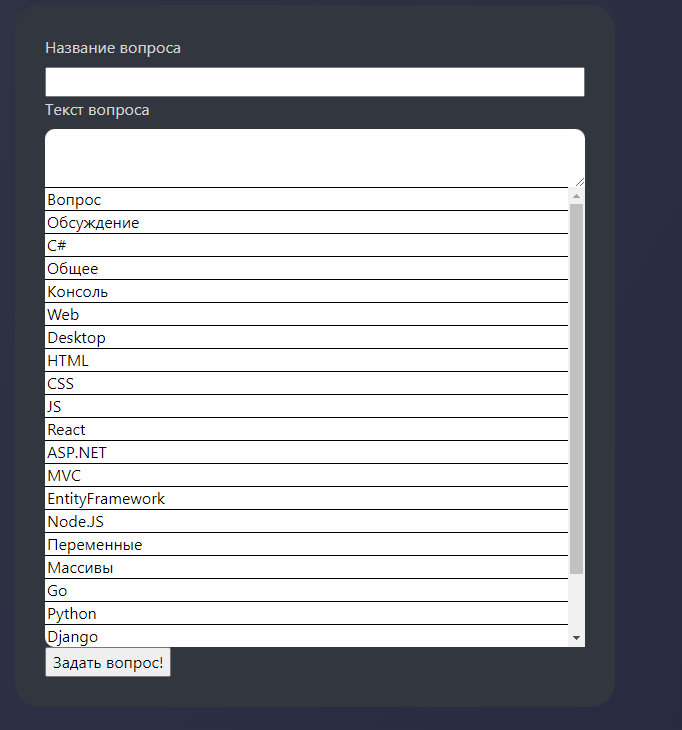 Название вопроса
Текст вопроса
Вопрос
Обсуждение
C#
Общее
Консоль
Web
Desktop
HTML
CSS
JS
React
ASP.NET
MVC
EntityFramework
Node.JS
Переменные
Массивы
Go
Python
Django
Задать вопрос!